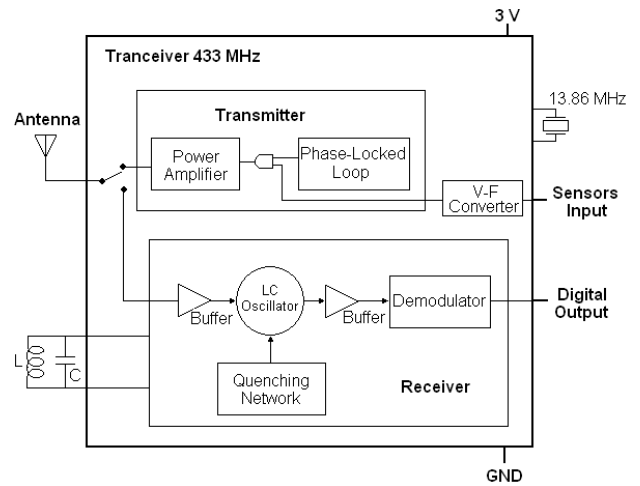 3 V
Tranceiver 433 MHz
13.86 MHz
Antenna
Transmitter
Power
Amplifier
Phase-Locked
Loop
V-F
Converter
Sensors
Input
LC
Oscillator
Buffer
Buffer
Demodulator
Digital
Output
L
C
Quenching
Network
Receiver
GND